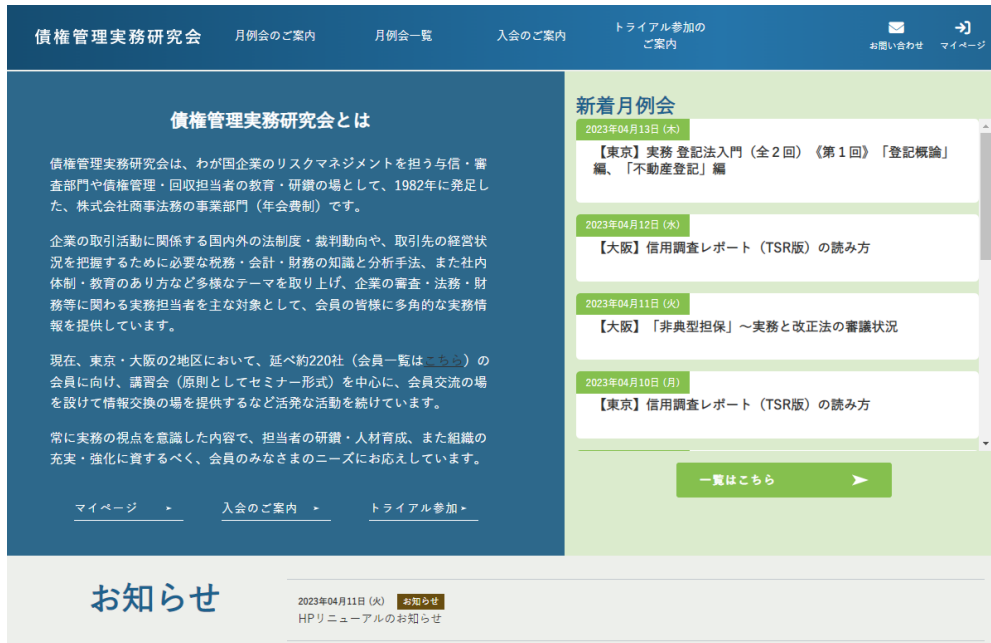 債権管理実務研究会
月例会のご案内
月例会一覧
入会のご案内
トライアル参加の
ご案内
お問い合わせ
マイページ
債権管理実務研究会とは
債権管理実務研究会は、わが国企業のリスクマネジメントを担う与信・審
査部門や債権管理・回収担当者の教育・研鑽の場として、1982年に発足し
た、株式会社商事法務の事業部門（年会費制）です。
企業の取引活動に関係する国内外の法制度・裁判動向や、取引先の経営状
況を把握するために必要な税務・会計・財務の知識と分析手法、また社内
体制・教育のあり方など多様なテーマを取り上げ、企業の審査・法務・財
務等に関わる実務担当者を主な対象として、会員の皆様に多角的な実務情
報を提供しています。
現在、東京・大阪の2地区において、延べ約220社（会員一覧はこちら）の
会員に向け、講習会（原則としてセミナー形式）を中心に、会員交流の場
を設けて情報交換の場を提供するなど活発な活動を続けています。
常に実務の視点を意識した内容で、担当者の研鑽・人材育成、また組織の
充実・強化に資するべく、会員のみなさまのニーズにお応えしています。
マイページ
入会のご案内
トライアル参加
新着月例会
2023年04月13日 (木)
【東京】実務 登記法入門（全２回）《第１回》「登記概論」
編、「不動産登記」編
2023年04月12日 (水)
【大阪】信用調査レポート（TSR版）の読み方
2023年04月11日 (火)
【大阪】「非典型担保」～実務と改正法の審議状況
2023年04月10日 (月)
【東京】信用調査レポート（TSR版）の読み方
一覧はこちら
お知らせ
2023年04月11日 (火) お知らせ
HPリニューアルのお知らせ